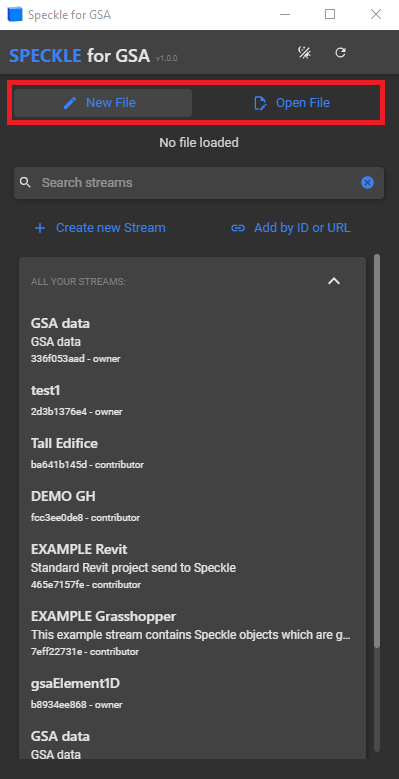 Speckle for GSA
SPECKLE for GSA v1.0.0
New File Open File
No file loaded
Search streams
Create new Stream Add by ID or URL
ALL YOUR STREAMS:
GSA data
GSA data
336f053aad - owner
test1
2d3b1376e4 - owner
Tall Edifice
ba641b145d - contributor
DEMO GH
fcc3ee0de8 - contributor
EXAMPLE Revit
Standard Revit project send to Speckle
465e7157fe - contributor
EXAMPLE Grasshopper
This example stream contains Speckle objects which are g...
7eff22731e - contributor
gsaElement1D
b8934ee868 - owner
GSA data
GSA data